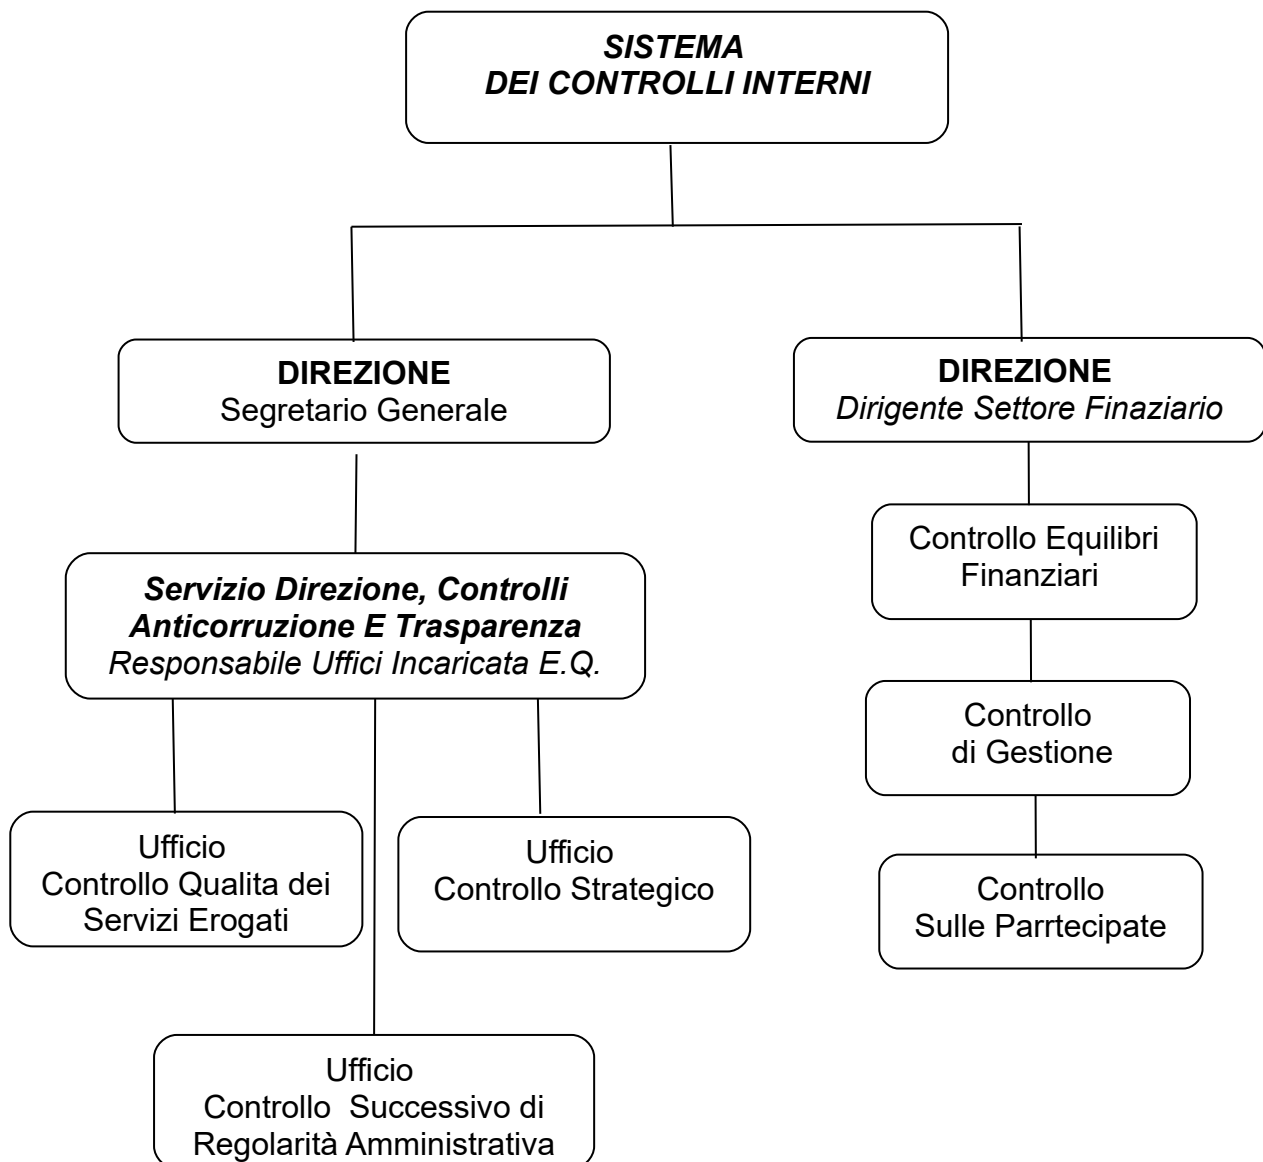 SISTEMA
DEI CONTROLLI INTERNI
DIREZIONE
Segretario Generale
DIREZIONE
Dirigente Settore Finaziario
Servizio Direzione, Controlli
Anticorruzione E Trasparenza
Responsabile Uffici Incaricata E.Q.
Controllo Equilibri
Finanziari
Controllo
di Gestione
Ufficio
Controllo Qualita dei
Servizi Erogati
Ufficio
Controllo Strategico
Controllo
Sulle Parrtecipate
Ufficio
Controllo  Successivo di
Regolarità Amministrativa